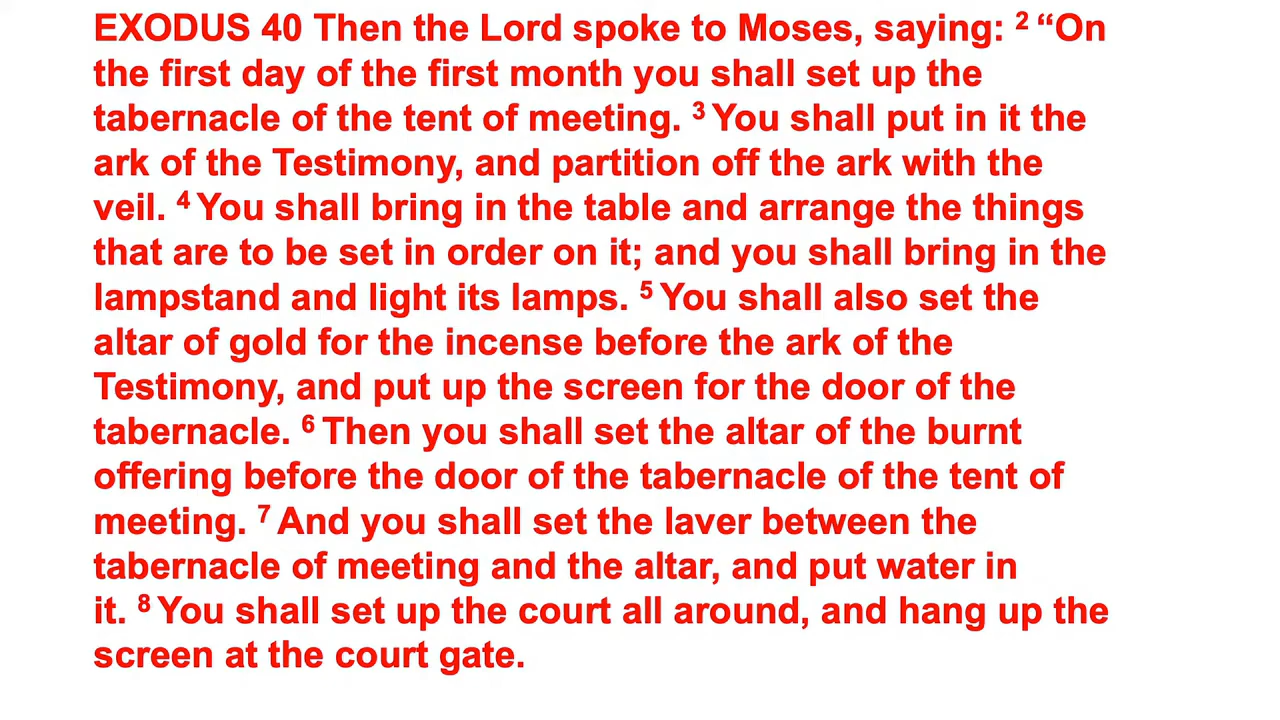 EXODUS 40 Then the Lord spoke to Moses, saying: 2 “On
the first day of the first month you shall set up the
tabernacle of the tent of meeting. 3 You shall put in it the
ark of the Testimony, and partition off the ark with the
veil. 4 You shall bring in the table and arrange the things
that are to be set in order on it; and you shall bring in the
lampstand and light its lamps. 5 You shall also set the
altar of gold for the incense before the ark of the
Testimony, and put up the screen for the door of the
tabernacle. 6 Then you shall set the altar of the burnt
offering before the door of the tabernacle of the tent of
meeting. 7 And you shall set the laver between the
tabernacle of meeting and the altar, and put water in
it. 8 You shall set up the court all around, and hang up the
screen at the court gate.